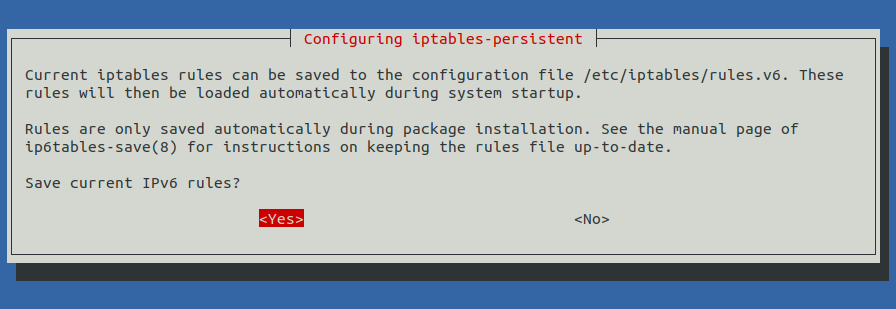 Configuring iptables-persistent
Current iptables rules can be saved to the configuration file /etc/iptables/rules.v6. These
rules will then be loaded automatically during system startup.
Rules are only saved automatically during package installation. See the manual page of
ip6tables-save(8) for instructions on keeping the rules file up-to-date.
Save current IPv6 rules?
<Yes> <No>